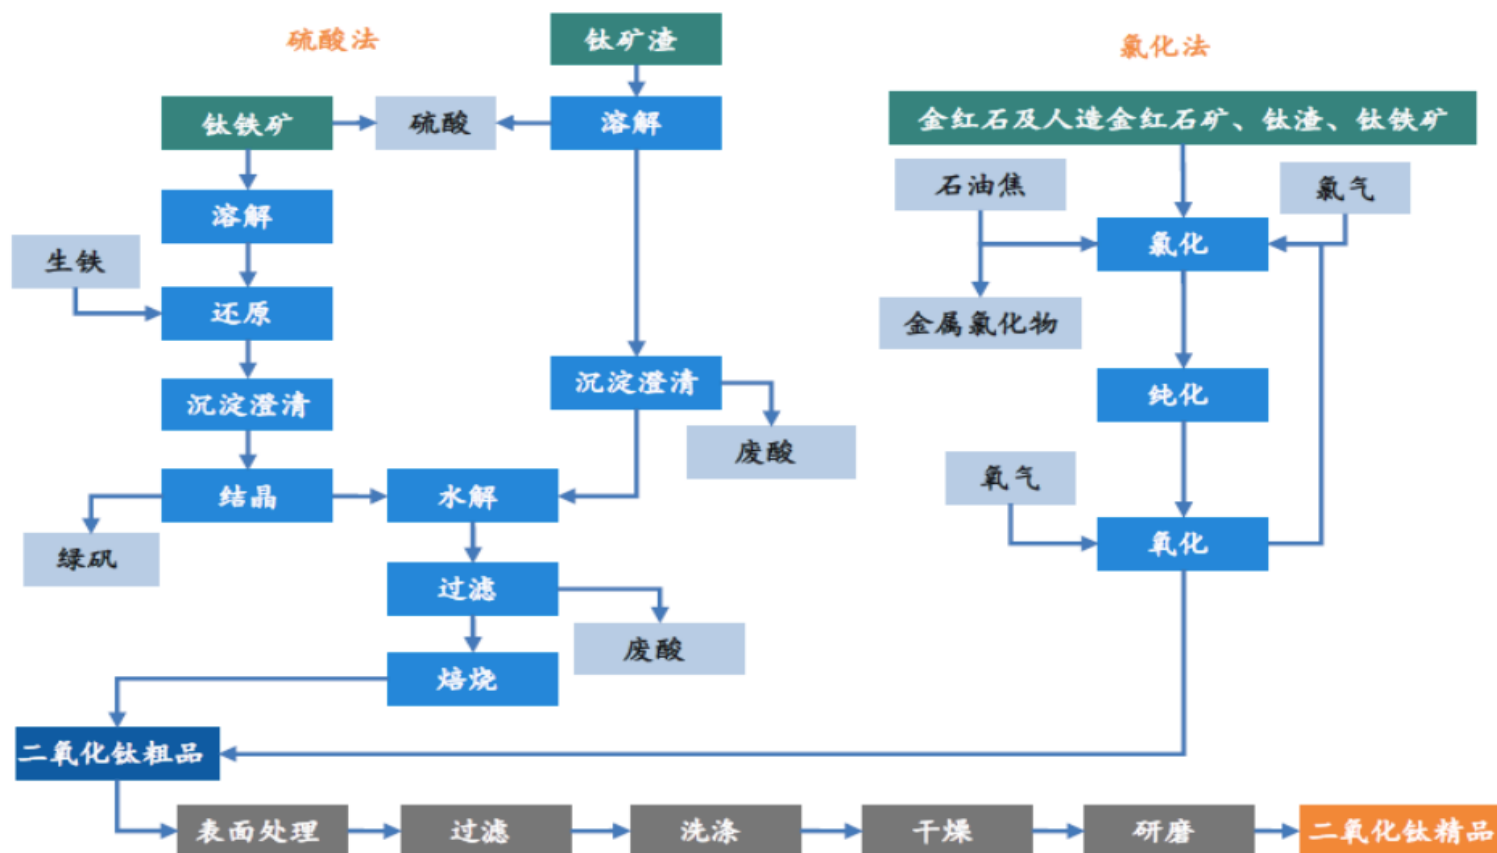 硫酸法
钛矿渣
氯化法
钛铁矿
硫酸
溶解
金红石及人造金红石矿、钛渣、钛铁矿
石油焦
氯气
溶解
生铁
氯化
还原
金属氯化物
沉淀澄清
沉淀澄清
纯化
废酸
氧气
结晶
水解
绿矾
氧化
过滤
废酸
焙烧
二氧化钛粗品
表面处理
过滤
洗涤
干燥
研磨
二氧化钛精品